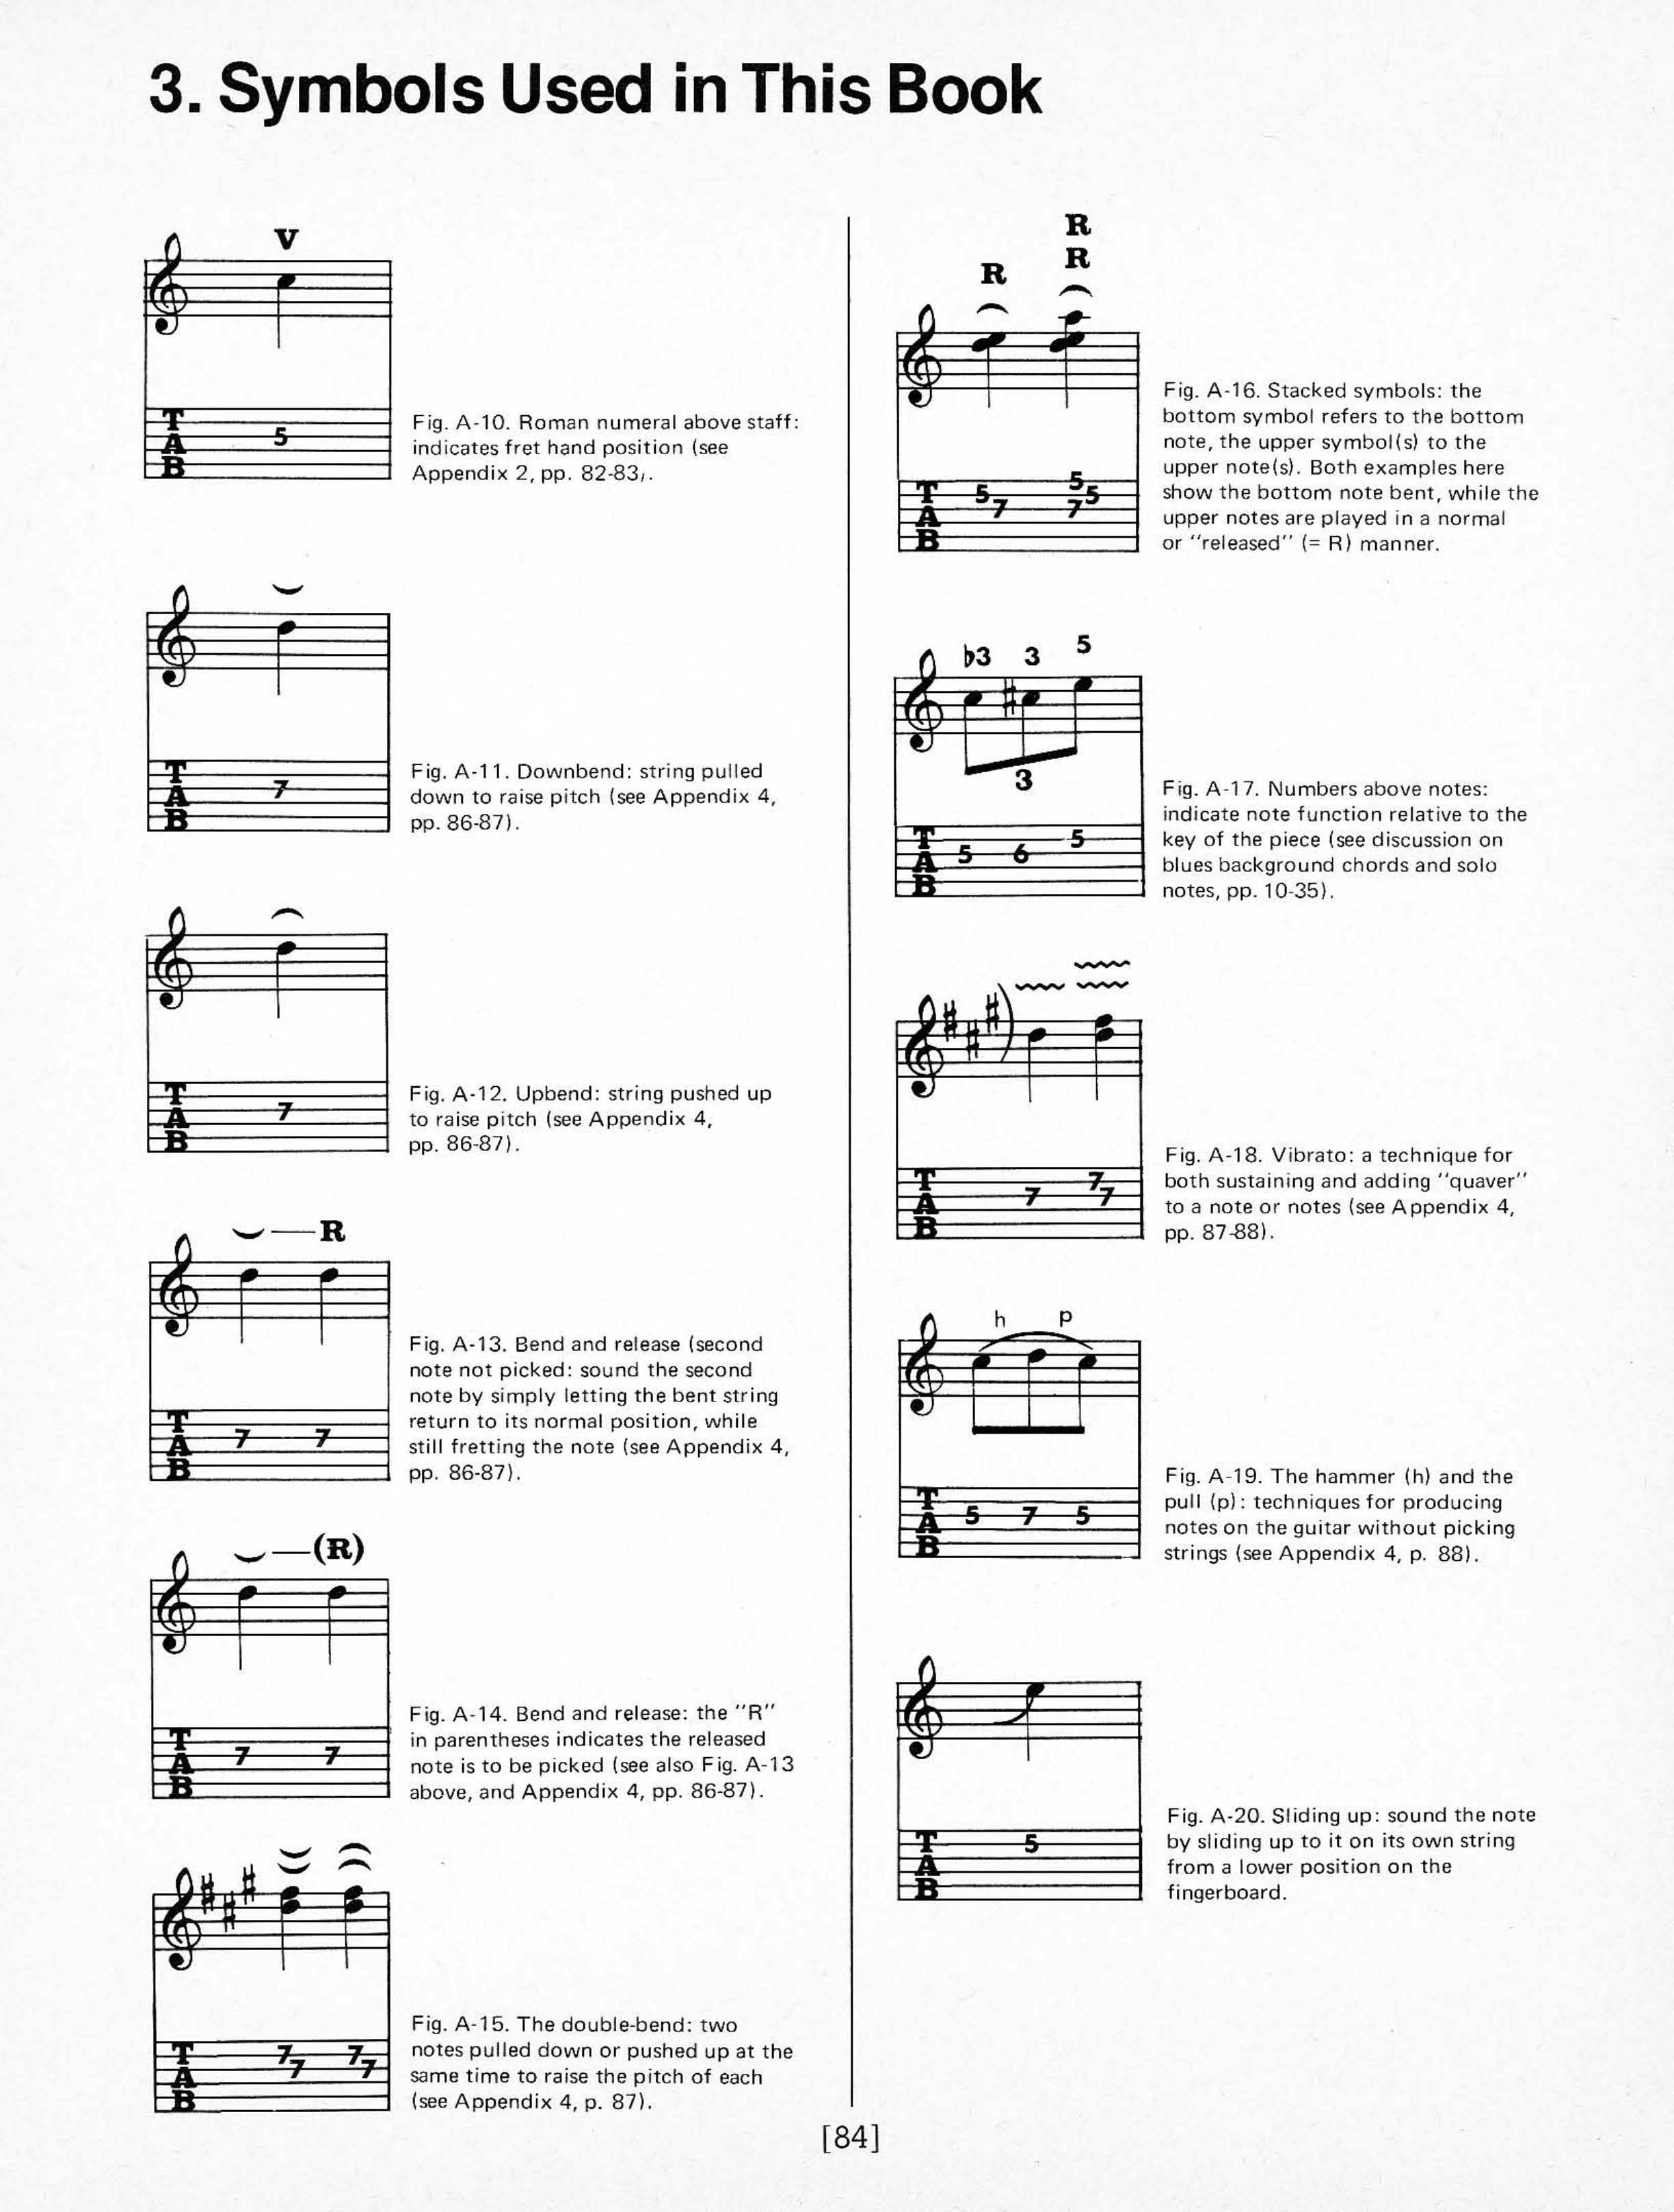 3. Symbols Used in This Book
V
T
A
B
5
Fig. A-10. Roman numeral above staff:
indicates fret hand position (see
Appendix 2, pp. 82-83,.
T
A
B
7
Fig. A-11. Downbend: string pulled
down to raise pitch (see Appendix 4,
pp. 86-87).
T
A
B
7
Fig. A-12. Upbend: string pushed up
to raise pitch (see Appendix 4,
pp. 86-87).
R
T
A
B
7 7
Fig. A-13. Bend and release (second
note not picked: sound the second
note by simply letting the bent string
return to its normal position, while
still fretting the note (see Appendix 4,
pp. 86-87).
(R)
T
A
B
7 7
Fig. A-14. Bend and release: the "R"
in parentheses indicates the released
note is to be picked (see also Fig. A-13
above, and Appendix 4, pp. 86-87).
T
A
B
7 7
7 7
Fig. A-15. The double-bend: two
notes pulled down or pushed up at the
same time to raise the pitch of each
(see Appendix 4, p. 87).
R
R R
T
A
B
5
5 5
7 7
Fig. A-16. Stacked symbols: the
bottom symbol refers to the bottom
note, the upper symbol(s) to the
upper note(s). Both examples here
show the bottom note bent, while the
upper notes are played in a normal
or "released" (= R) manner.
♭3 3 5
3
T
A
B
5 6 5
Fig. A-17. Numbers above notes:
indicate note function relative to the
key of the piece (see discussion on
blues background chords and solo
notes, pp. 10-35).
T
A
B
7 7
7
Fig. A-18. Vibrato: a technique for
both sustaining and adding "quaver"
to a note or notes (see Appendix 4,
pp. 87-88).
h p
T
A
B
5 7 5
Fig. A-19. The hammer (h) and the
pull (p): techniques for producing
notes on the guitar without picking
strings (see Appendix 4, p. 88).
T
A
B
5
Fig. A-20. Sliding up: sound the note
by sliding up to it on its own string
from a lower position on the
fingerboard.
[84]